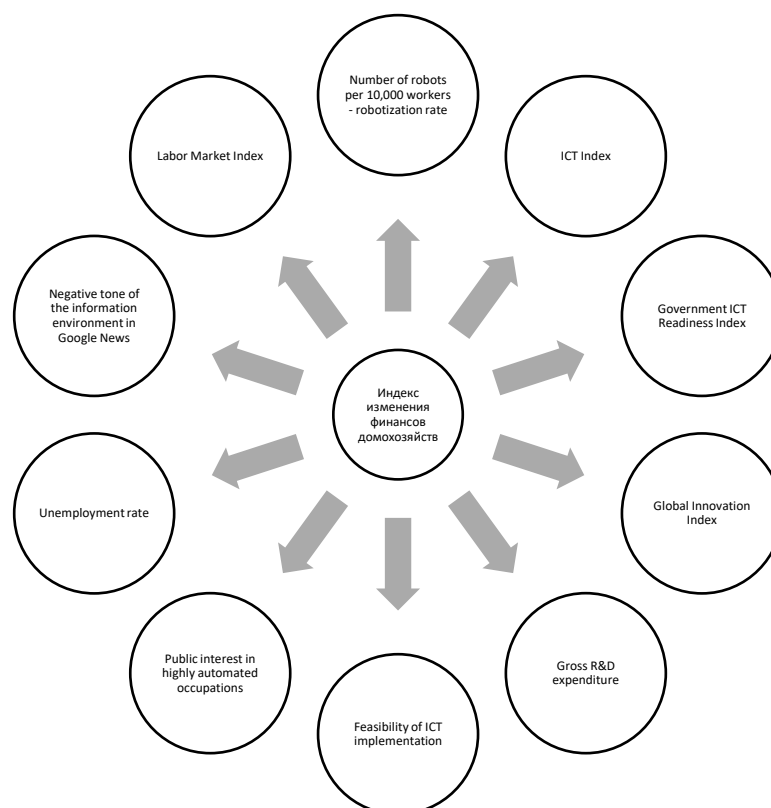 Number of robots
per 10,000 workers
- robotization rate
ICT Index
Government ICT
Readiness Index
Global Innovation
Index
Gross R&D
expenditure
Feasibility of ICT
implementation
Public interest in
highly automated
occupations
Unemployment rate
Negative tone of
the information
environment in
Google News
Labor Market Index
Индекс
изменения
финансов
домохозяйств